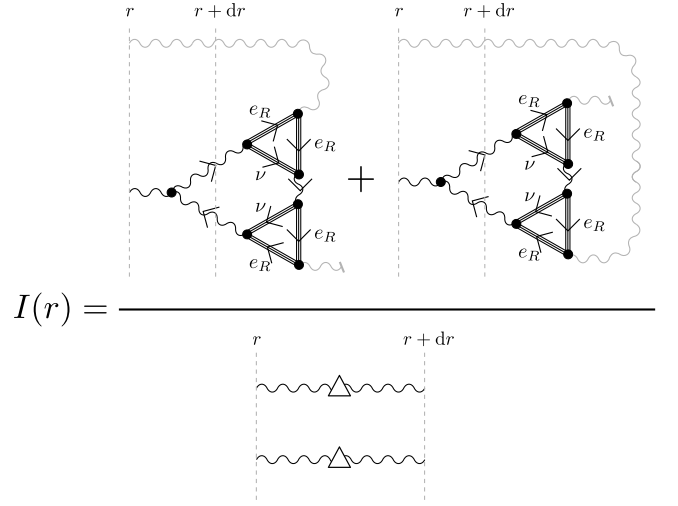 r r + dr r r + dr
e_R e_R
e_R e_R
ν ν
+
ν ν
e_R e_R
e_R e_R
I(r) =
r r + dr